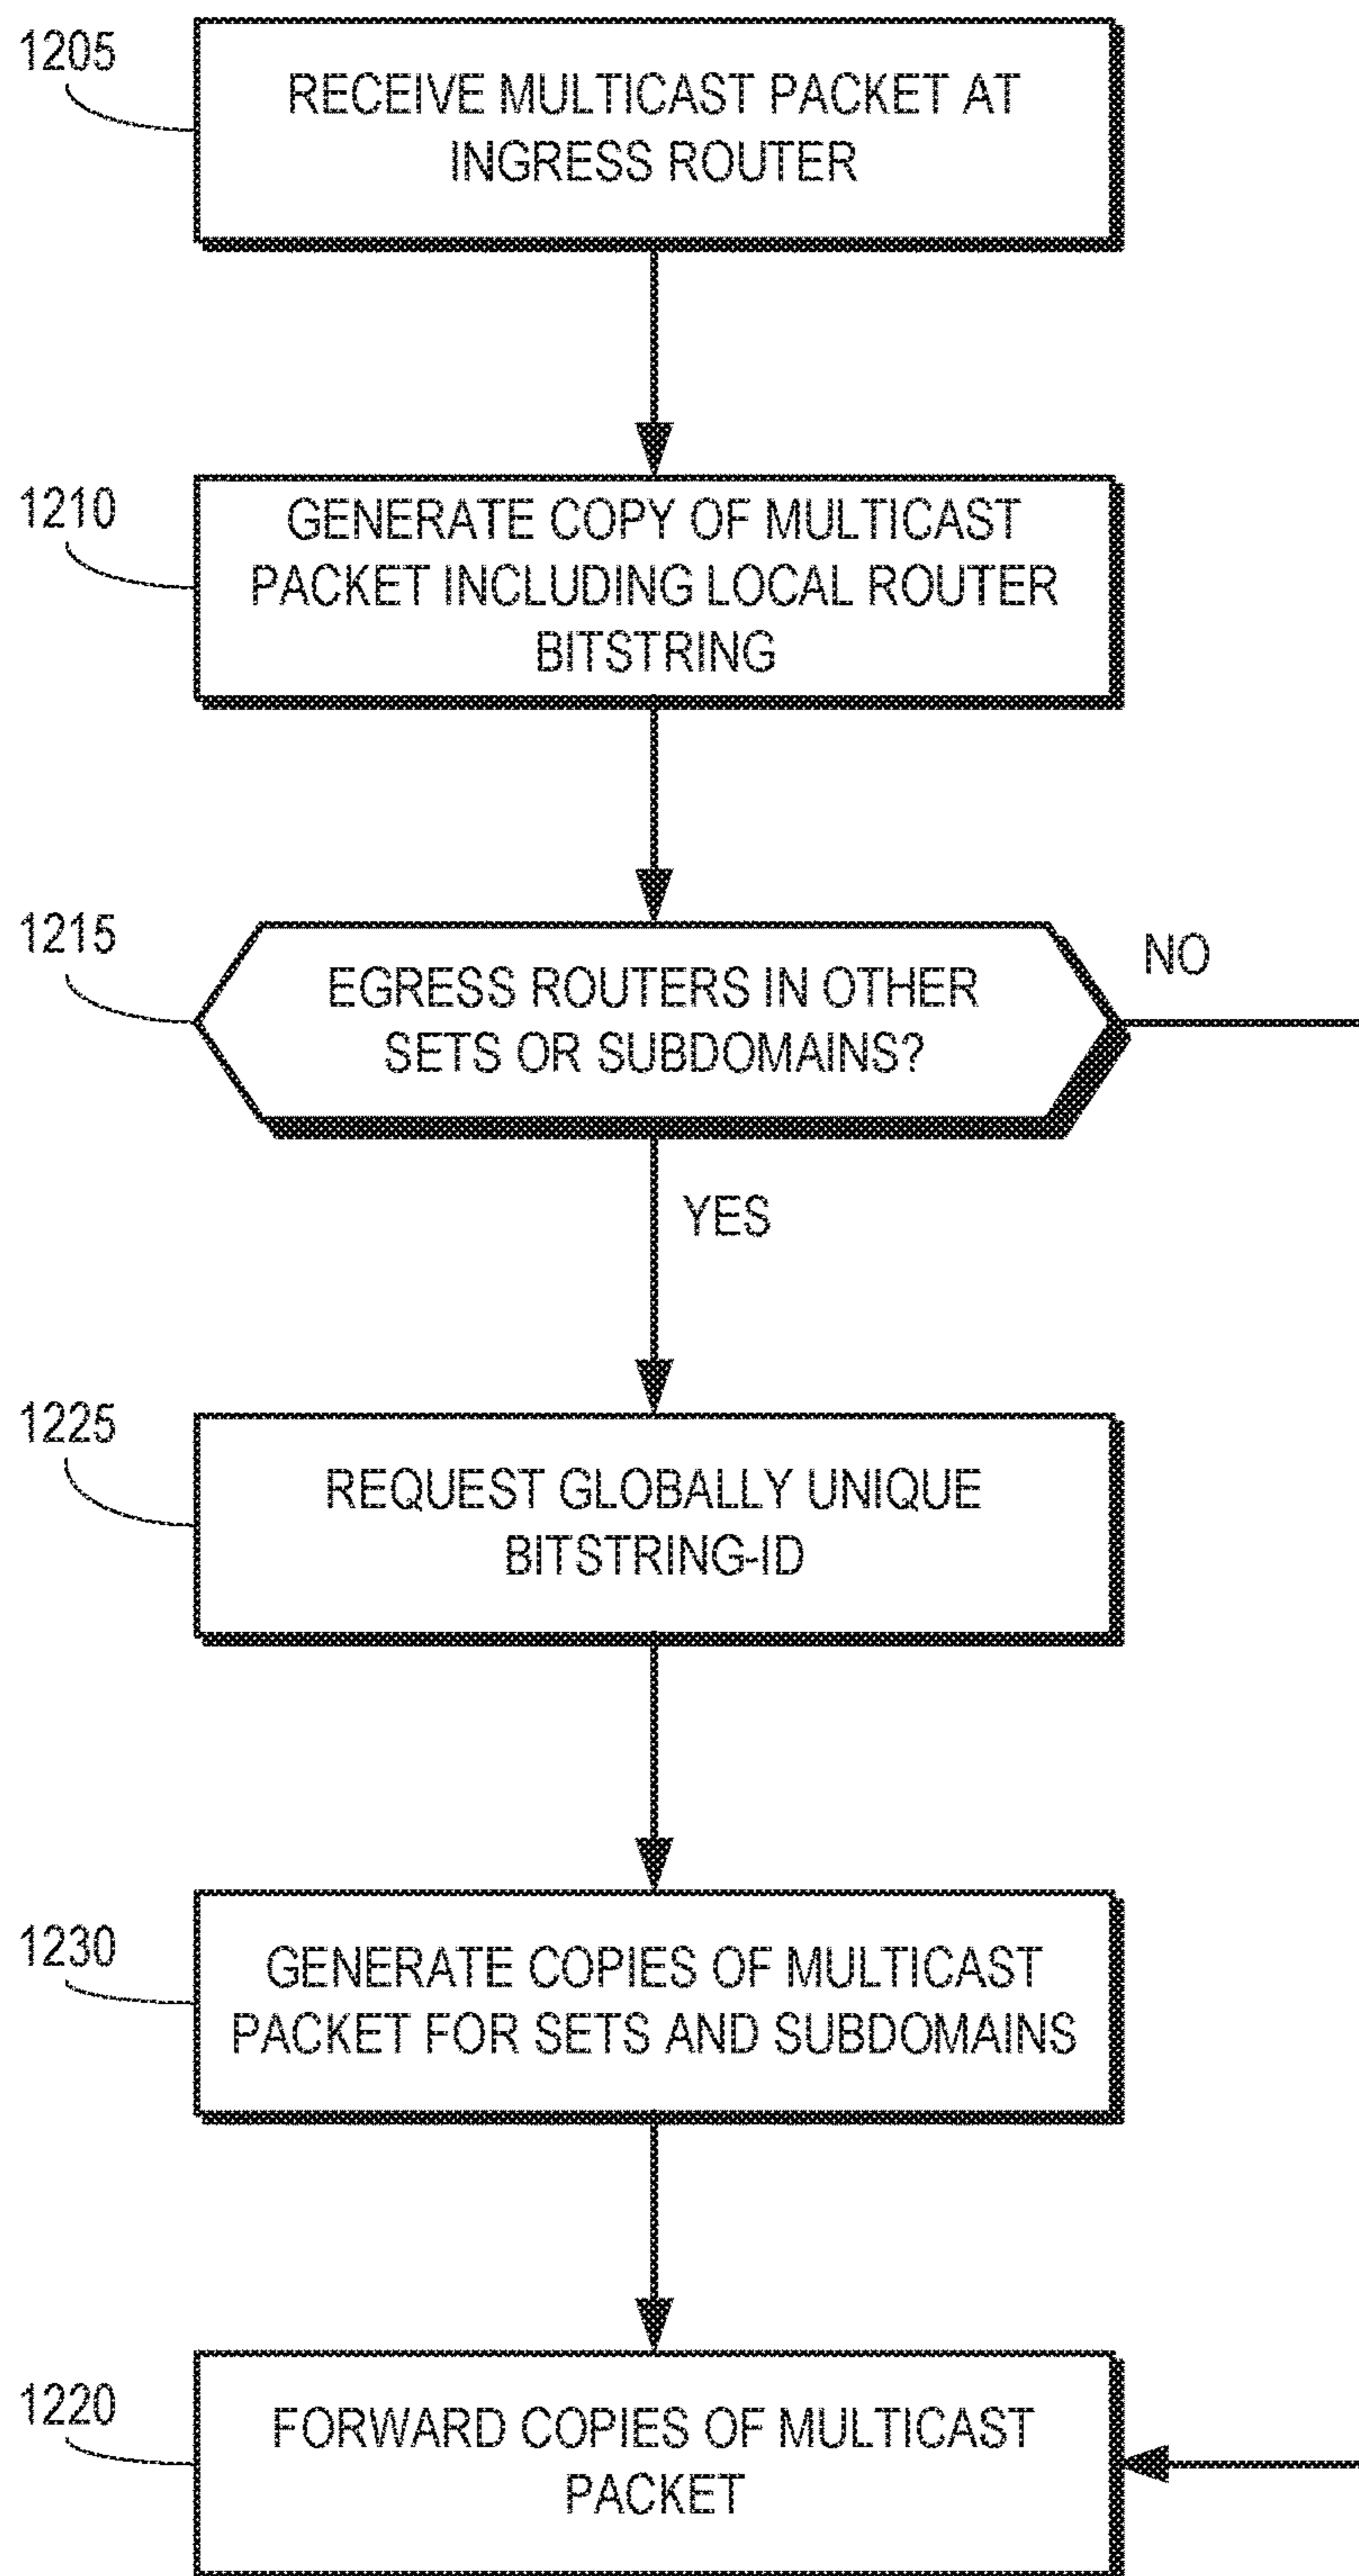 1205
RECEIVE MULTICAST PACKET AT
INGRESS ROUTER
1210
GENERATE COPY OF MULTICAST
PACKET INCLUDING LOCAL ROUTER
BITSTRING
1215
EGRESS ROUTERS IN OTHER
SETS OR SUBDOMAINS?
NO
YES
1225
REQUEST GLOBALLY UNIQUE
BITSTRING-ID
1230
GENERATE COPIES OF MULTICAST
PACKET FOR SETS AND SUBDOMAINS
1220
FORWARD COPIES OF MULTICAST
PACKET